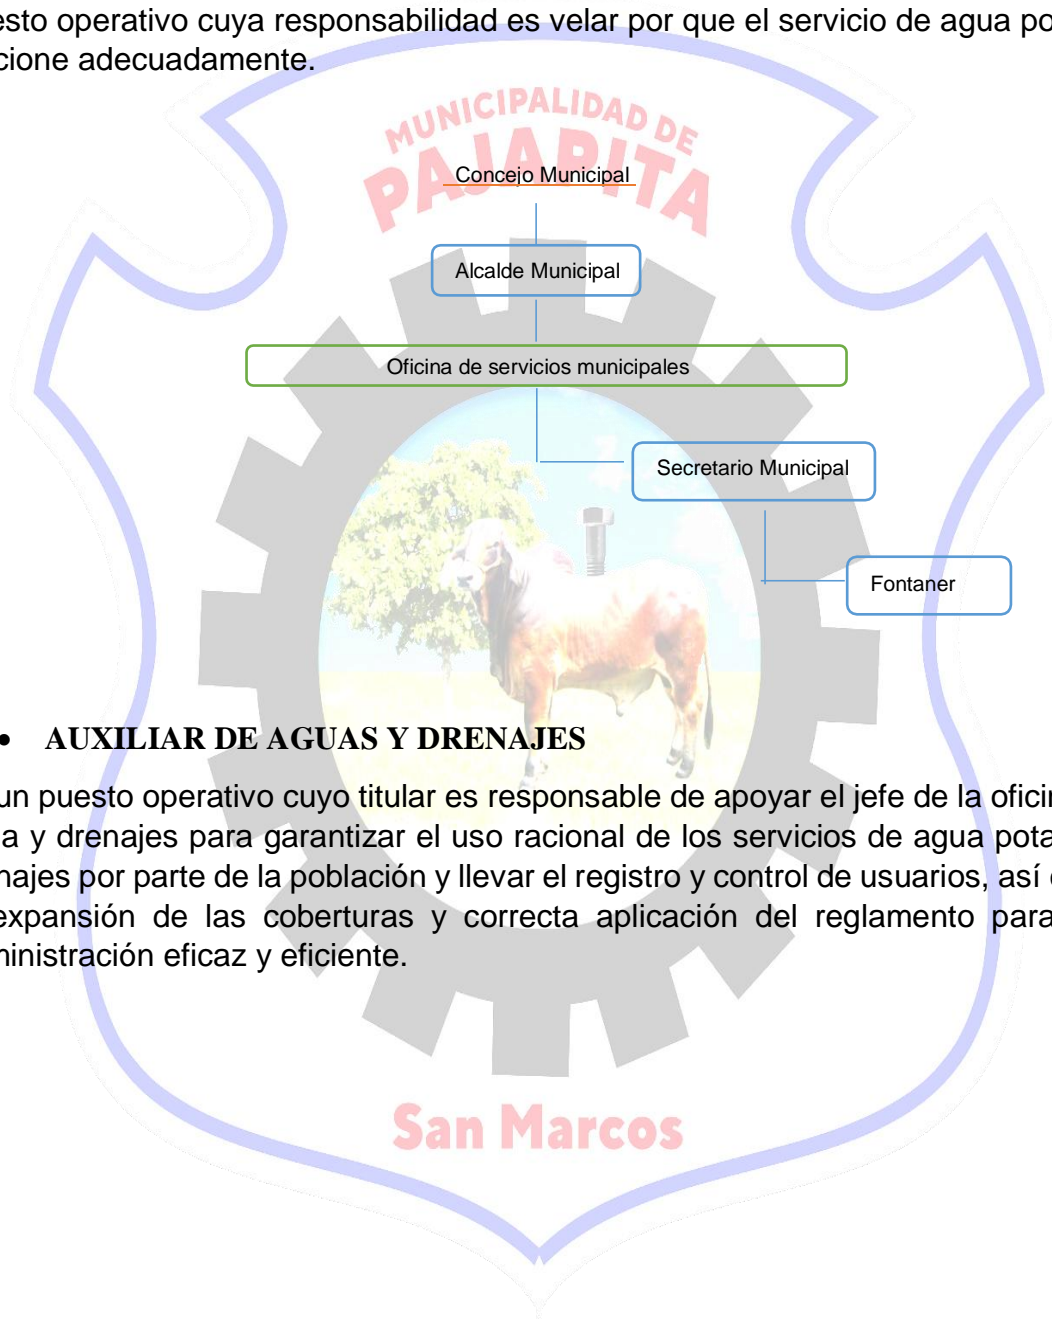 esto operativo cuya responsabilidad es velar por que el servicio de agua po
cione adecuadamente.
MUNICIPALIDAD DE
PAJAPITA
Concejo Municipal
Alcalde Municipal
Oficina de servicios municipales
Secretario Municipal
Fontaner
• AUXILIAR DE AGUAS Y DRENAJES
un puesto operativo cuyo titular es responsable de apoyar el jefe de la oficin
a y drenajes para garantizar el uso racional de los servicios de agua pota
najes por parte de la población y llevar el registro y control de usuarios, así
expansión de las coberturas y correcta aplicación del reglamento para
ministración eficaz y eficiente.
San Marcos